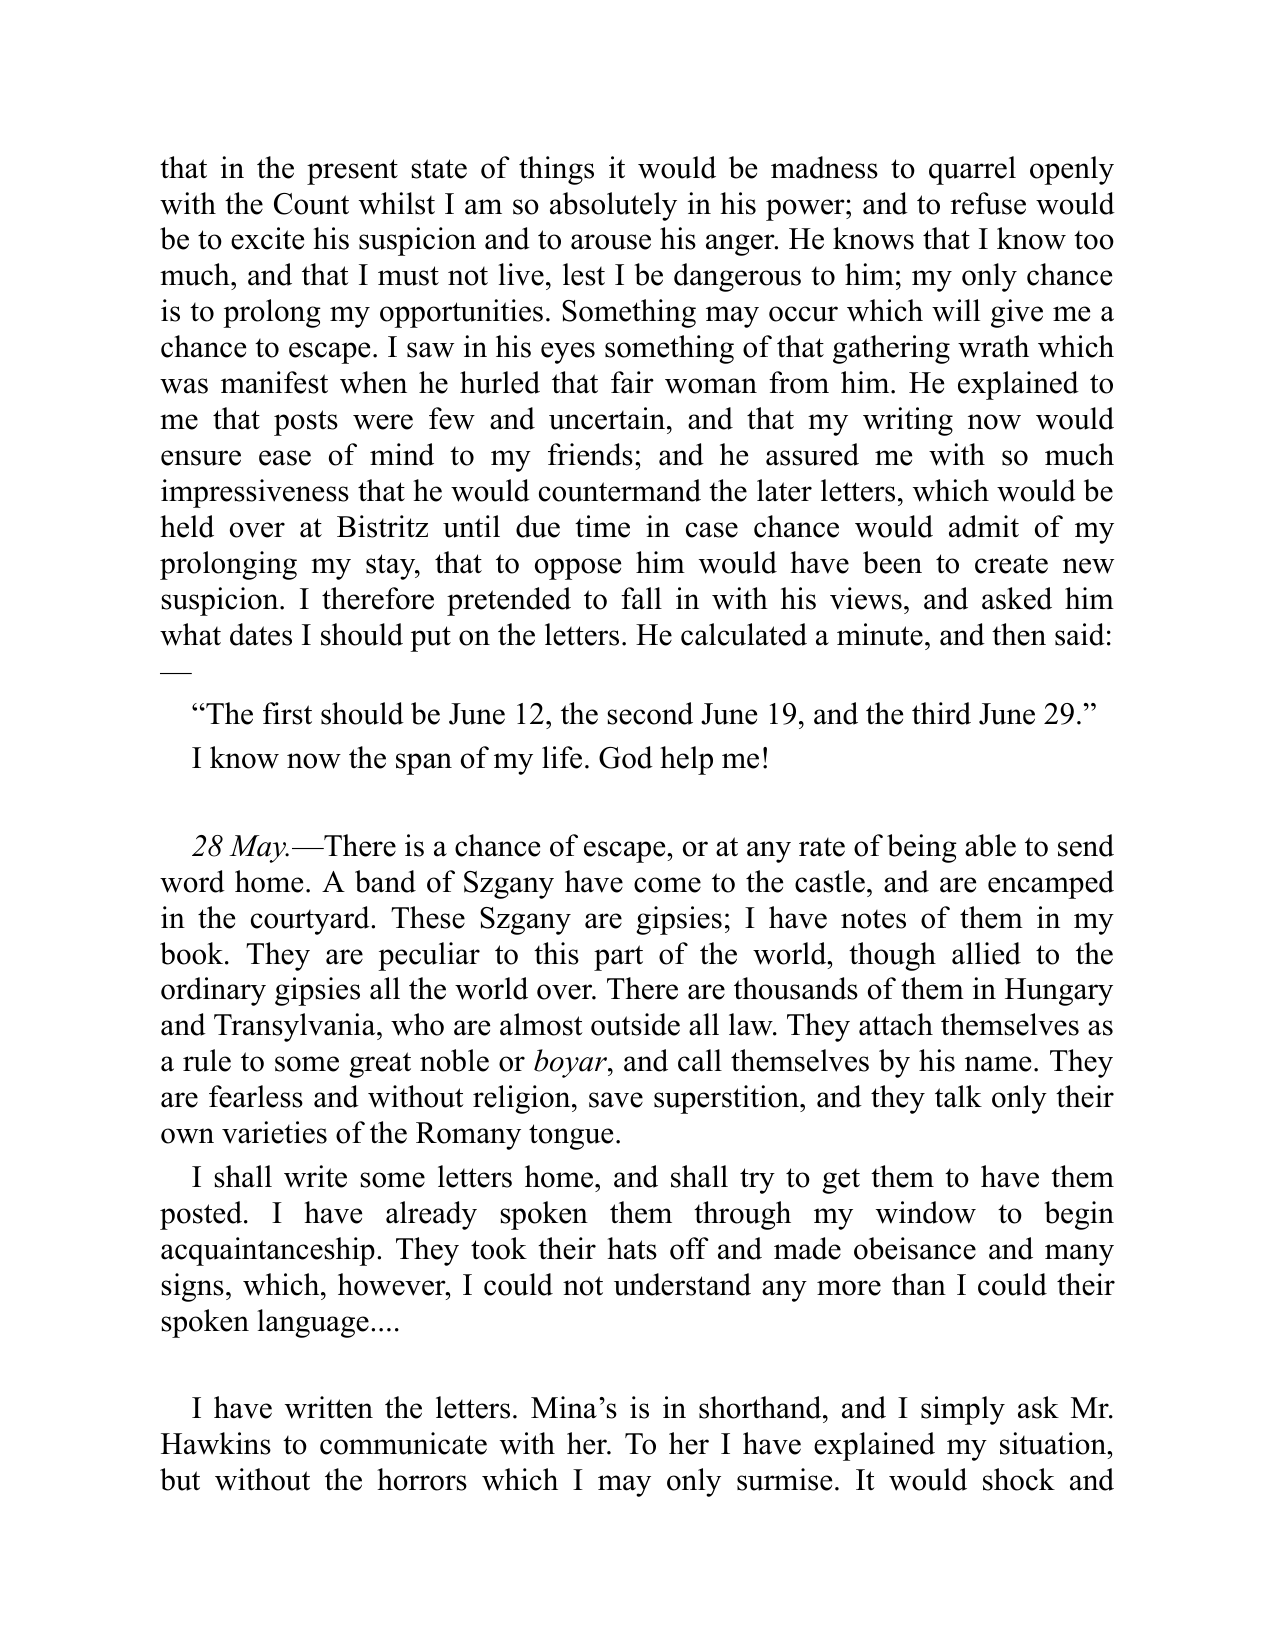 that in the present state of things it would be madness to quarrel openly
with the Count whilst I am so absolutely in his power; and to refuse would
be to excite his suspicion and to arouse his anger. He knows that I know too
much, and that I must not live, lest I be dangerous to him; my only chance
is to prolong my opportunities. Something may occur which will give me a
chance to escape. I saw in his eyes something of that gathering wrath which
was manifest when he hurled that fair woman from him. He explained to
me that posts were few and uncertain, and that my writing now would
ensure ease of mind to my friends; and he assured me with so much
impressiveness that he would countermand the later letters, which would be
held over at Bistritz until due time in case chance would admit of my
prolonging my stay, that to oppose him would have been to create new
suspicion. I therefore pretended to fall in with his views, and asked him
what dates I should put on the letters. He calculated a minute, and then said:
—
“The first should be June 12, the second June 19, and the third June 29.”
I know now the span of my life. God help me!
28 May.—There is a chance of escape, or at any rate of being able to send
word home. A band of Szgany have come to the castle, and are encamped
in the courtyard. These Szgany are gipsies; I have notes of them in my
book. They are peculiar to this part of the world, though allied to the
ordinary gipsies all the world over. There are thousands of them in Hungary
and Transylvania, who are almost outside all law. They attach themselves as
a rule to some great noble or boyar, and call themselves by his name. They
are fearless and without religion, save superstition, and they talk only their
own varieties of the Romany tongue.
I shall write some letters home, and shall try to get them to have them
posted. I have already spoken them through my window to begin
acquaintanceship. They took their hats off and made obeisance and many
signs, which, however, I could not understand any more than I could their
spoken language....
I have written the letters. Mina’s is in shorthand, and I simply ask Mr.
Hawkins to communicate with her. To her I have explained my situation,
but without the horrors which I may only surmise. It would shock and